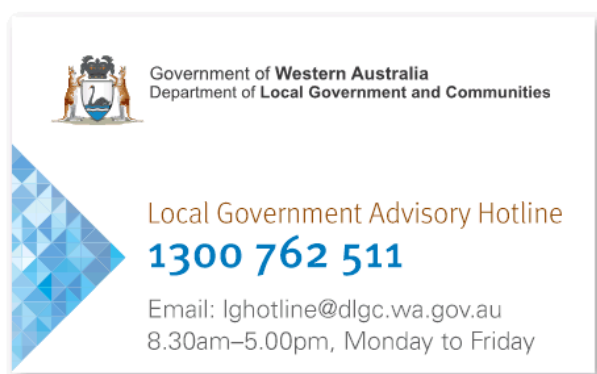 Government of Western Australia
Department of Local Government and Communities
Local Government Advisory Hotline
1300 762 511
Email: lghotline@dlgc.wa.gov.au
8.30am–5.00pm, Monday to Friday